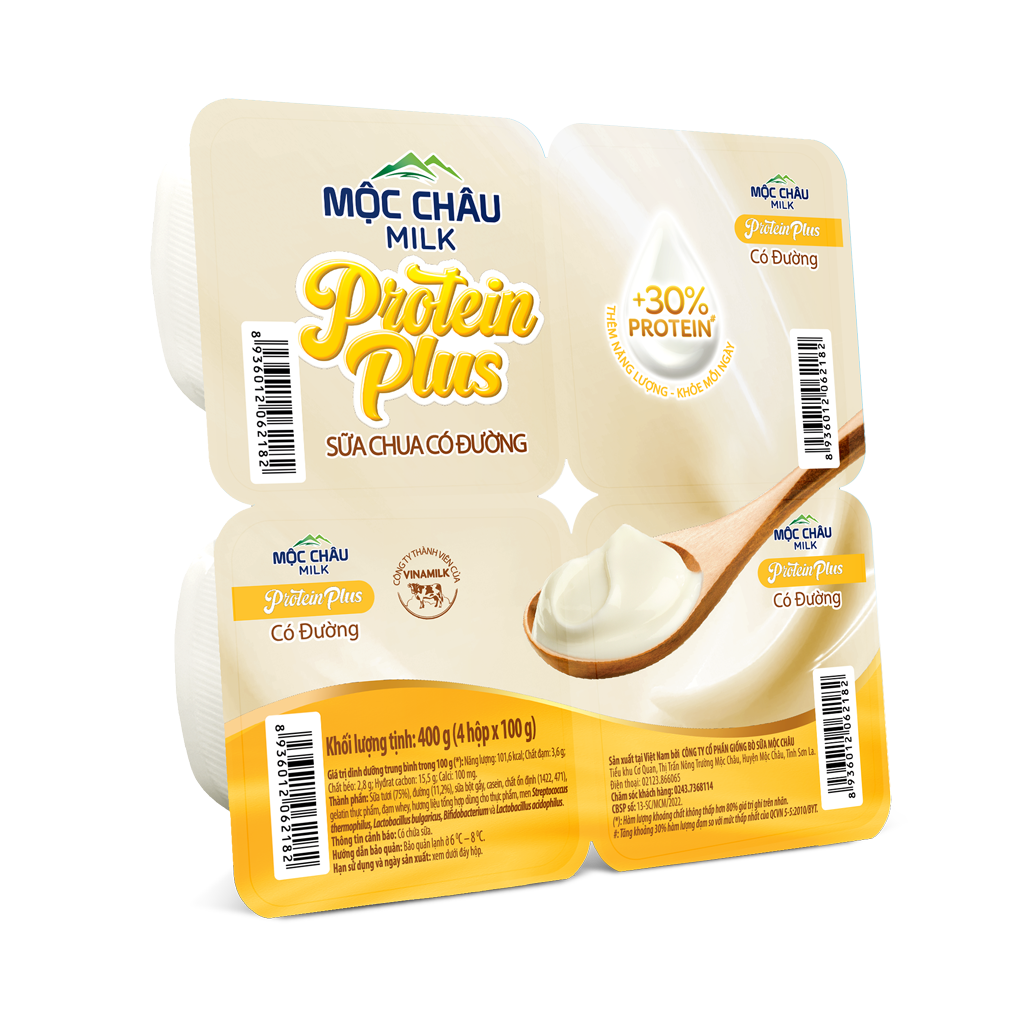 MỘC CHÂU
MILK
Protein
Plus
SỮA CHUA CÓ ĐƯỜNG
8 936012 062182
MỘC CHÂU
MILK
Protein Plus
Có Đường
+30%
PROTEIN#
THÊM NĂNG LƯỢNG - KHỎE MỖI NGÀY
8 936012 062182
MỘC CHÂU
MILK
Protein Plus
Có Đường
CÔNG TY THÀNH VIÊN CỦA
VINAMILK
8 936012 062182
Khối lượng tịnh: 400 g (4 hộp x 100 g)
Giá trị dinh dưỡng trung bình trong 100 g (*): Năng lượng: 101,6 kcal; Chất đạm: 3,6 g;
Chất béo: 2,8 g; Hydrat carbon: 15,5 g; Calci: 100 mg.
Thành phần: Sữa tươi (75%), đường (11,2%), sữa bột gầy, casein, chất ổn định (1422, 471),
gelatin thực phẩm, đạm whey, hương liệu tổng hợp dùng cho thực phẩm, men Streptococcus
thermophilus, Lactobacillus bulgaricus, Bifidobacterium và Lactobacillus acidophilus.
Thông tin cảnh báo: Có chứa sữa.
Hướng dẫn bảo quản: Bảo quản lạnh ở 6 °C – 8 °C.
Hạn sử dụng và ngày sản xuất: xem dưới đáy hộp.
MỘC CHÂU
MILK
Protein Plus
Có Đường
8 936012 062182
Sản xuất tại Việt Nam bởi CÔNG TY CỔ PHẦN GIỐNG BÒ SỮA MỘC CHÂU
Tiểu khu Cơ Quan, Thị Trấn Nông Trường Mộc Châu, Huyện Mộc Châu, Tỉnh Sơn La.
Điện thoại: 02123.866065
Chăm sóc khách hàng: 0243.7368114
CBSP số: 13-SC/MCM/2022.
(*): Hàm lượng khoáng chất không thấp hơn 80% giá trị ghi trên nhãn.
#: Tăng khoảng 30% hàm lượng đạm so với mức thấp nhất của QCVN 5-5:2010/BYT.